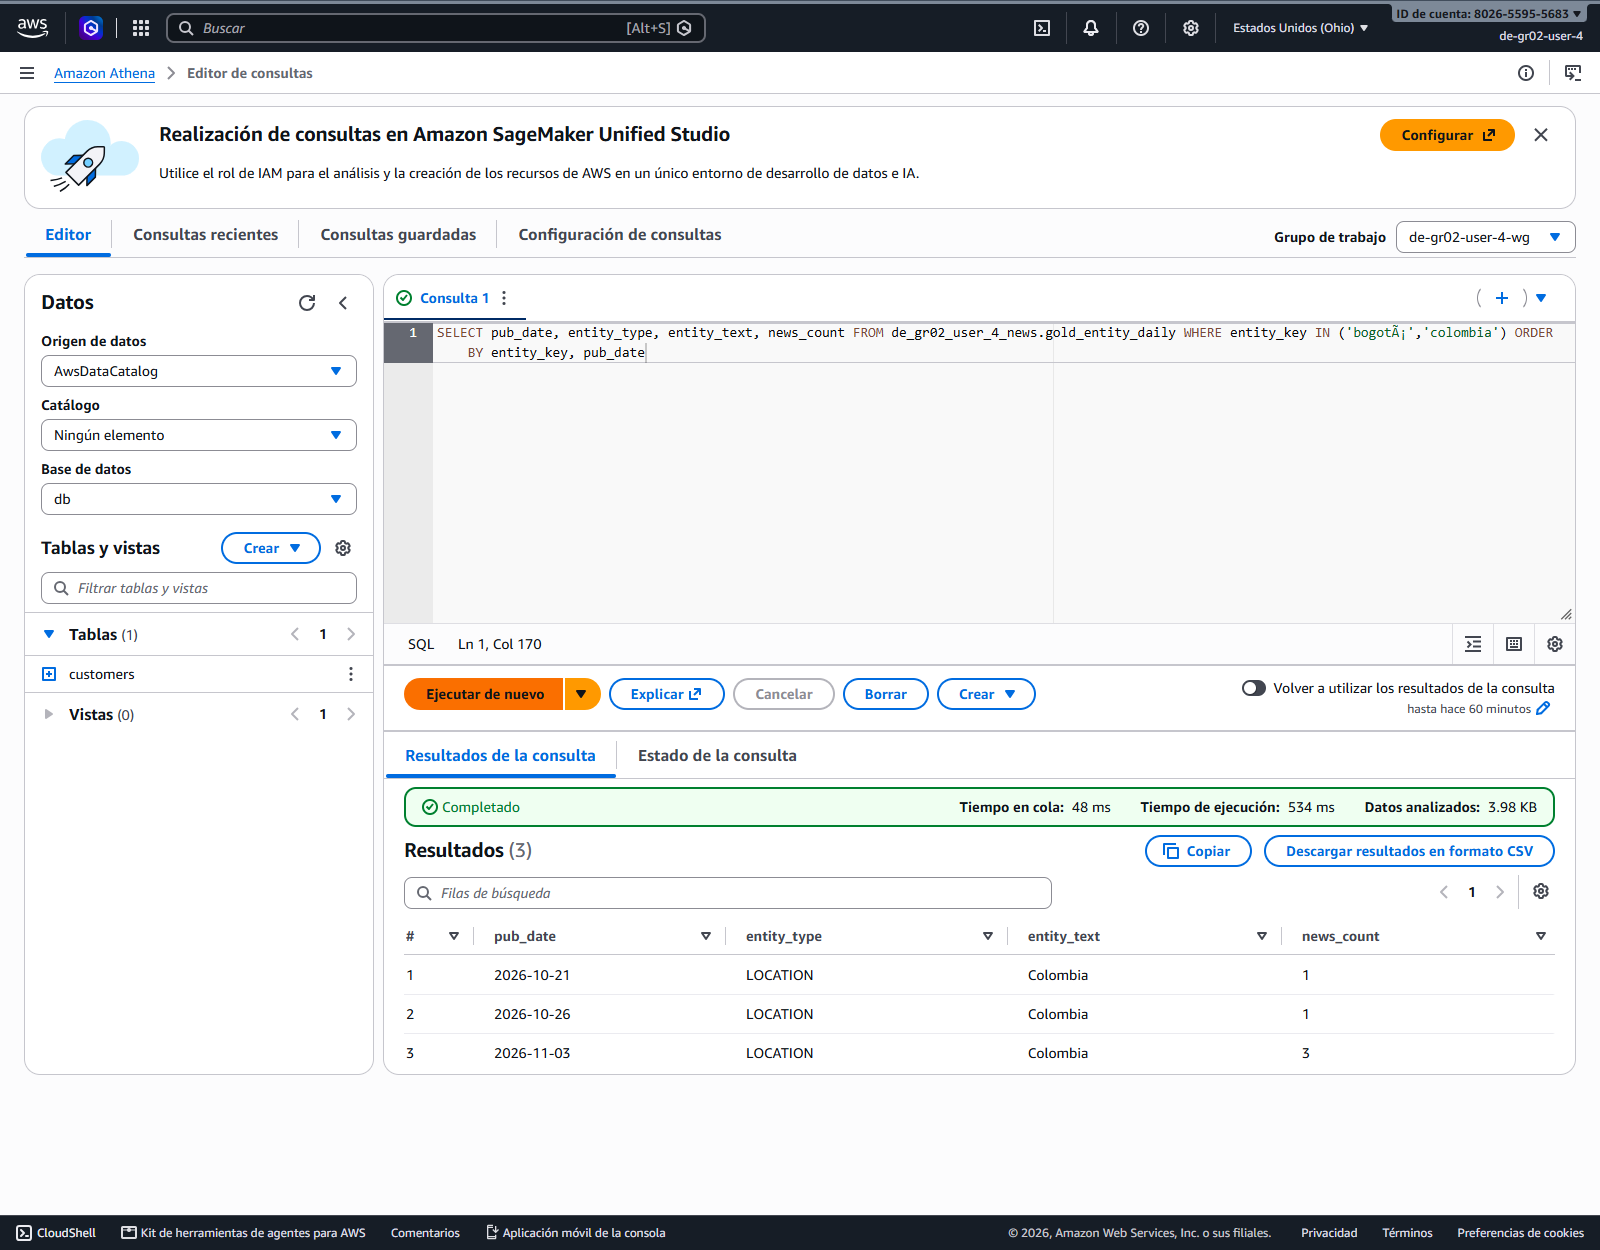 aws
Buscar [Alt+S]
Estados Unidos (Ohio)
ID de cuenta: 8026-5595-5683
de-gr02-user-4
Amazon Athena
Editor de consultas
Realización de consultas en Amazon SageMaker Unified Studio
Utilice el rol de IAM para el análisis y la creación de los recursos de AWS en un único entorno de desarrollo de datos e IA.
Configurar
Editor
Consultas recientes
Consultas guardadas
Configuración de consultas
Grupo de trabajo
de-gr02-user-4-wg
Datos
Origen de datos
AwsDataCatalog
Catálogo
Ningún elemento
Base de datos
db
Tablas y vistas
Crear
Filtrar tablas y vistas
Tablas (1)
1
customers
Vistas (0)
1
Consulta 1
1
SELECT pub_date, entity_type, entity_text, news_count FROM de_gr02_user_4_news.gold_entity_daily WHERE entity_key IN ('bogotÃ¡','colombia') ORDER
BY entity_key, pub_date
SQL
Ln 1, Col 170
Ejecutar de nuevo
Explicar
Cancelar
Borrar
Crear
Volver a utilizar los resultados de la consulta
hasta hace 60 minutos
Resultados de la consulta
Estado de la consulta
Completado
Tiempo en cola: 48 ms
Tiempo de ejecución: 534 ms
Datos analizados: 3.98 KB
Resultados (3)
Copiar
Descargar resultados en formato CSV
Filas de búsqueda
1
# pub_date entity_type entity_text news_count
1 2026-10-21 LOCATION Colombia 1
2 2026-10-26 LOCATION Colombia 1
3 2026-11-03 LOCATION Colombia 3
CloudShell
Kit de herramientas de agentes para AWS
Comentarios
Aplicación móvil de la consola
© 2026, Amazon Web Services, Inc. o sus filiales.
Privacidad
Términos
Preferencias de cookies